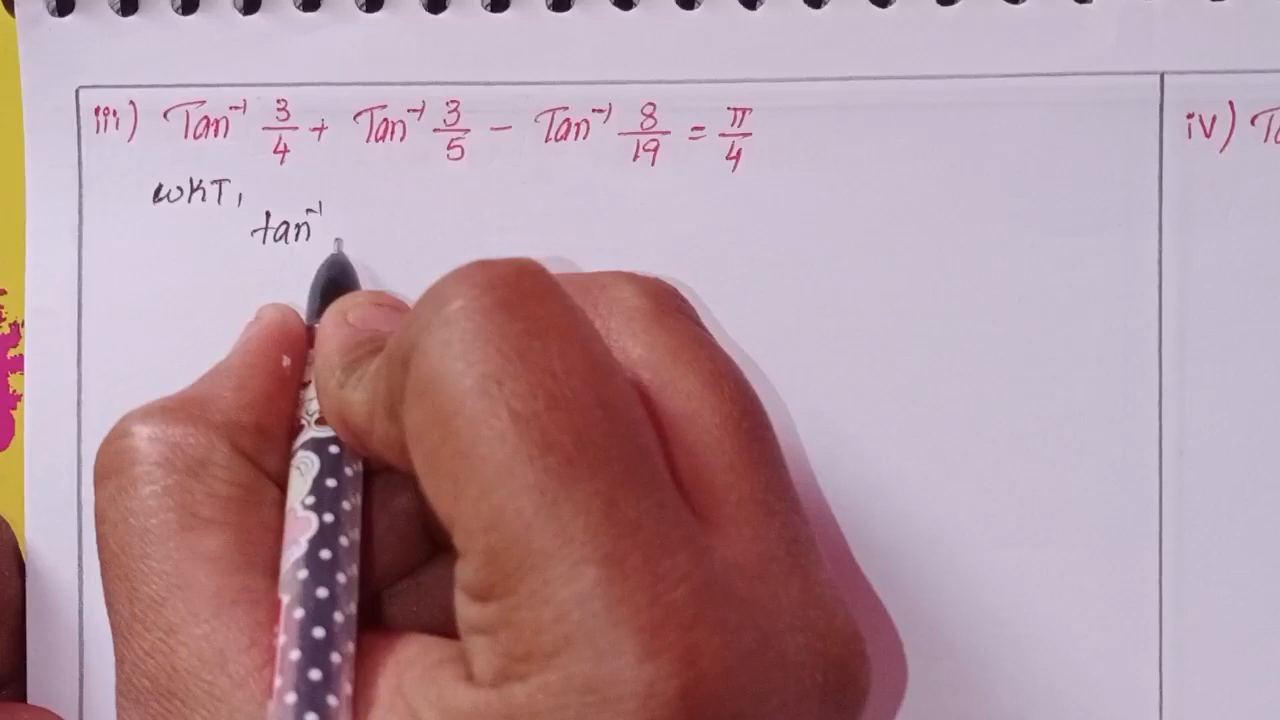 iii) Tan⁻¹ 3/4 + Tan⁻¹ 3/5 − Tan⁻¹ 8/19 = π/4
iv)
WKT,
tan⁻¹